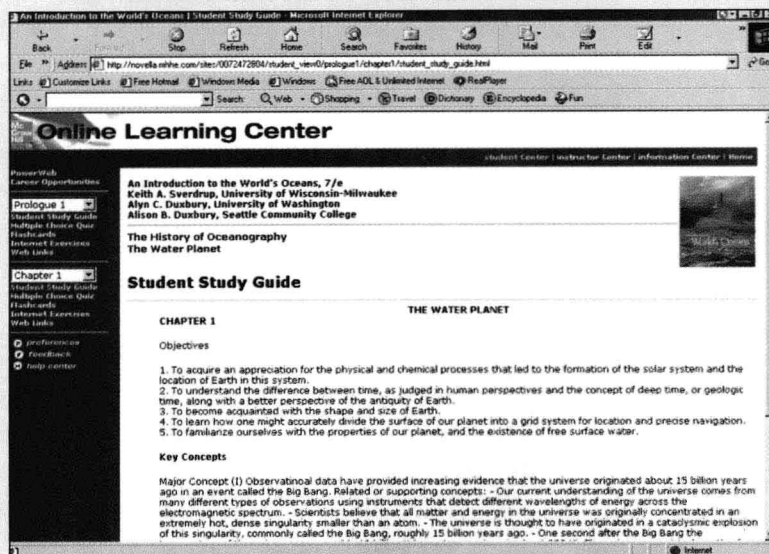 An Introduction to the World's Oceans | Student Study Guide - Microsoft Internet Explorer
Back Forward Stop Refresh Home Search Favorites History Mail Print Edit
File » Address http://novella.mhhe.com/sites/0072472804/student_view0/prologue1/chapter1/student_study_guide.html Go
Links Customize Links Free Hotmail Windows Media Windows Free AOL & Unlimited Internet RealPlayer
Search Web Shopping Travel Dictionary Encyclopedia Fun
Mc Graw Hill Online Learning Center
student Center | instructor Center | information Center | Home
PowerWeb
Career Opportunities
Prologue 1
Student Study Guide
Multiple Choice Quiz
Flashcards
Internet Exercises
Web Links
Chapter 1
Student Study Guide
Multiple Choice Quiz
Flashcards
Internet Exercises
Web Links
preferences
feedback
help center
An Introduction to the World's Oceans, 7/e
Keith A. Sverdrup, University of Wisconsin-Milwaukee
Alyn C. Duxbury, University of Washington
Alison B. Duxbury, Seattle Community College
The History of Oceanography
The Water Planet
Student Study Guide
THE WATER PLANET
CHAPTER 1
Objectives
1. To acquire an appreciation for the physical and chemical processes that led to the formation of the solar system and the
location of Earth in this system.
2. To understand the difference between time, as judged in human perspectives and the concept of deep time, or geologic
time, along with a better perspective of the antiquity of Earth.
3. To become acquainted with the shape and size of Earth.
4. To learn how one might accurately divide the surface of our planet into a grid system for location and precise navigation.
5. To familiarize ourselves with the properties of our planet, and the existence of free surface water.
Key Concepts
Major Concept (I) Observatinoal data have provided increasing evidence that the universe originated about 15 billion years
ago in an event called the Big Bang. Related or supporting concepts: - Our current understanding of the universe comes from
many different types of observations using instruments that detect different wavelengths of energy across the
electromagnetic spectrum. - Scientists believe that all matter and energy in the universe was originally concentrated in an
extremely hot, dense singularity smaller than an atom. - The universe is thought to have originated in a cataclysmic explosion
of this singularity, commonly called the Big Bang, roughly 15 billion years ago. - One second after the Big Bang the
Internet